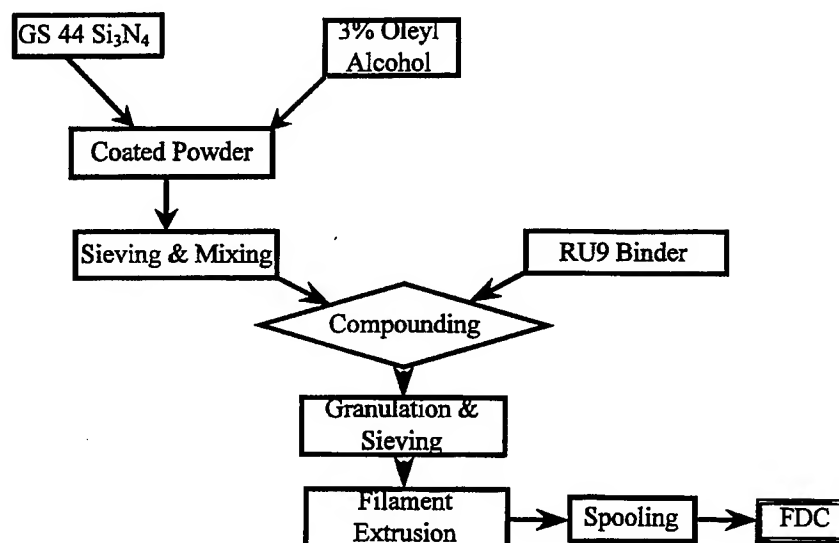 GS 44 Si₃N₄
3% Oleyl
Alcohol
Coated Powder
Sieving & Mixing
RU9 Binder
Compounding
Granulation &
Sieving
Filament
Extrusion
Spooling
FDC